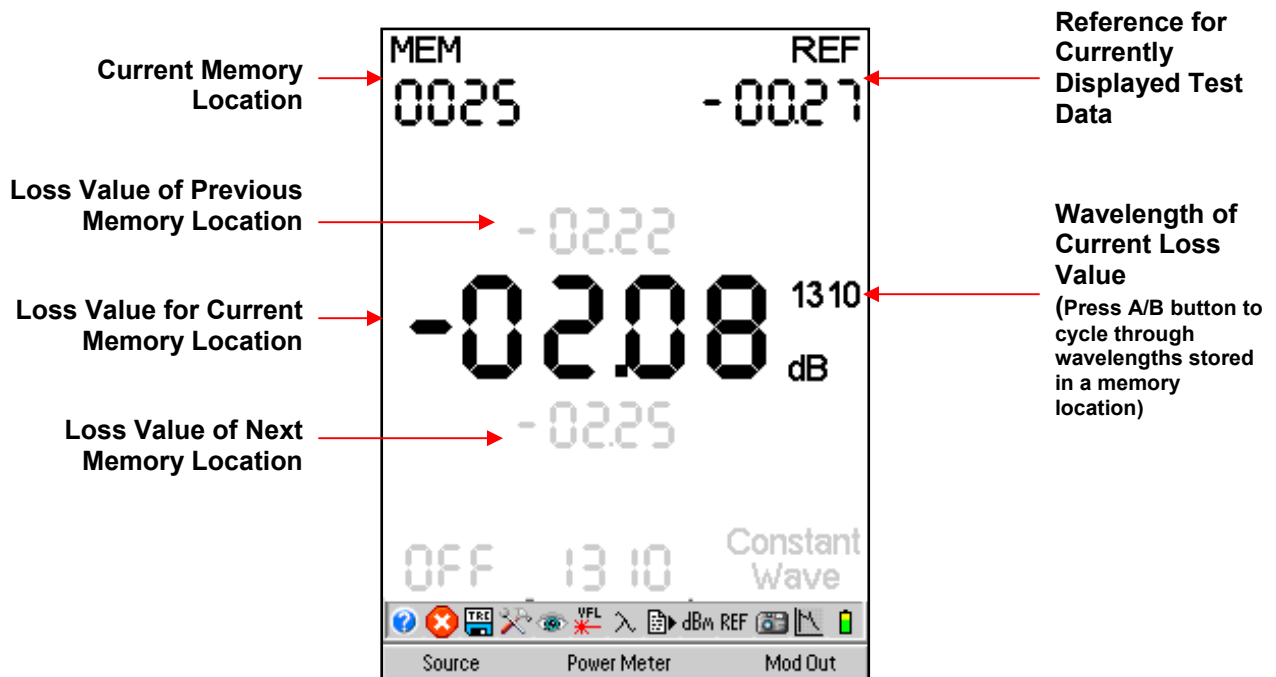 Current Memory
Location
Loss Value of Previous
Memory Location
Loss Value for Current
Memory Location
Loss Value of Next
Memory Location
MEM
REF
0025
-00.27
-02.22
-02.08
1310
dB
-02.25
OFF
1310
Constant
Wave
?
TRC
VFL
λ
dBm
REF
Source
Power Meter
Mod Out
Reference for
Currently
Displayed Test
Data
Wavelength of
Current Loss
Value
(Press A/B button to
cycle through
wavelengths stored
in a memory
location)